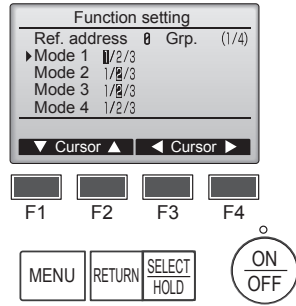 Function setting
Ref. address 0 Grp. (1/4)
▶Mode 1 1/2/3
Mode 2 1/2/3
Mode 3 1/2/3
Mode 4 1/2/3
▼ Cursor ▲ ◀ Cursor ▶
F1 F2 F3 F4
MENU RETURN SELECT/HOLD ON/OFF